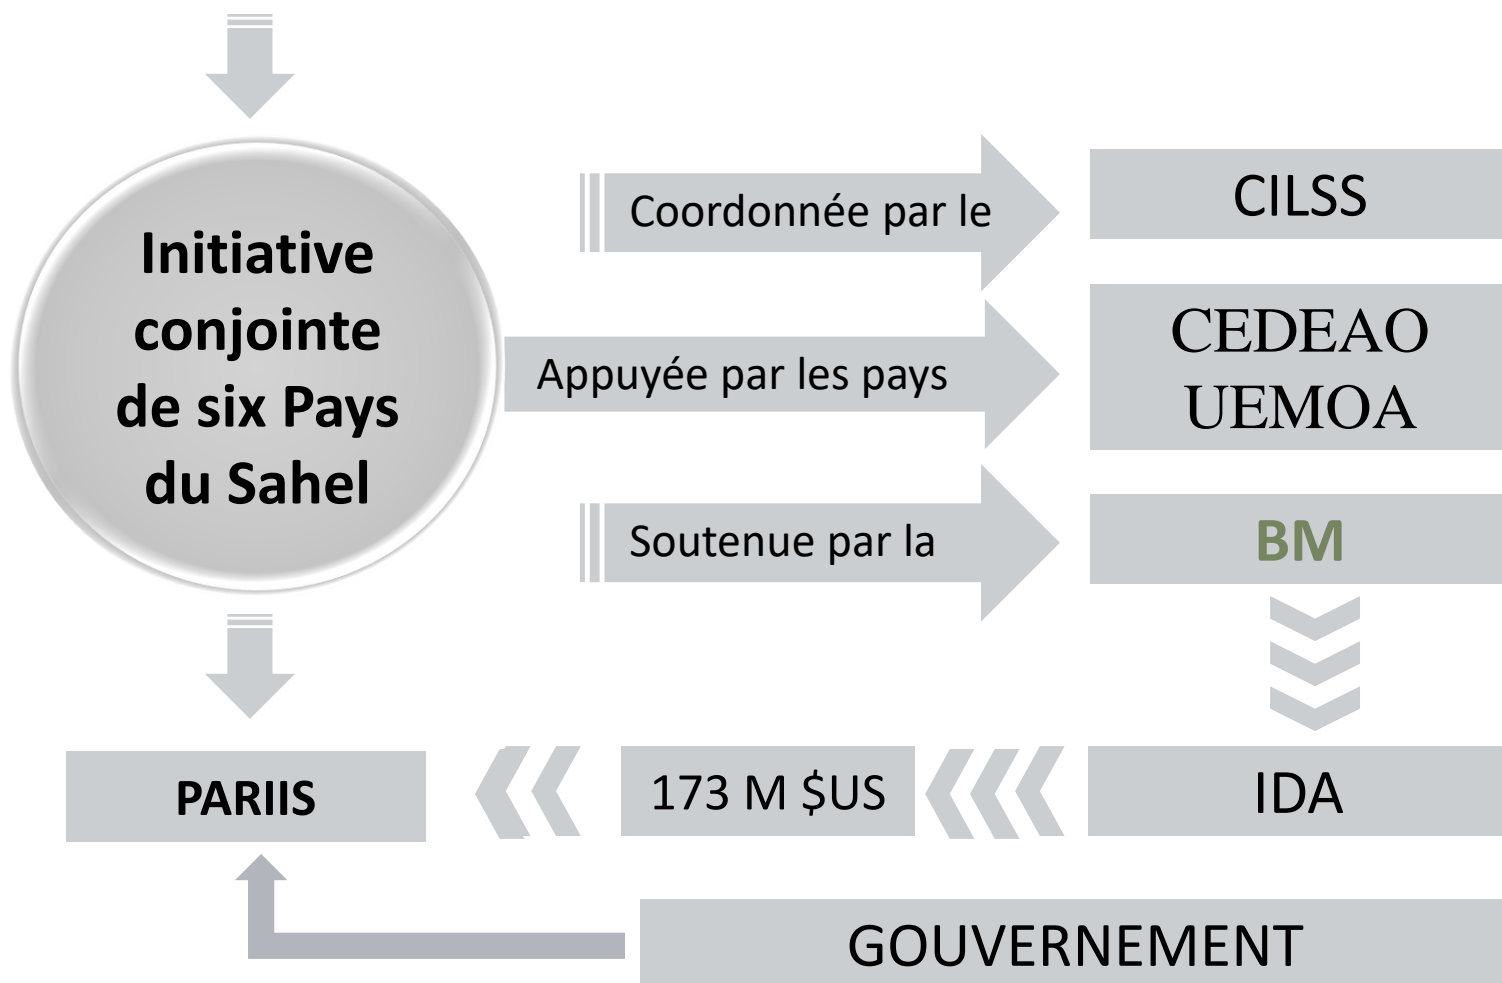 Initiative
conjointe
de six Pays
du Sahel
Coordonnée par le
CILSS
Appuyée par les pays
CEDEAO
UEMOA
Soutenue par la
BM
PARIIS
173 M $US
IDA
GOUVERNEMENT